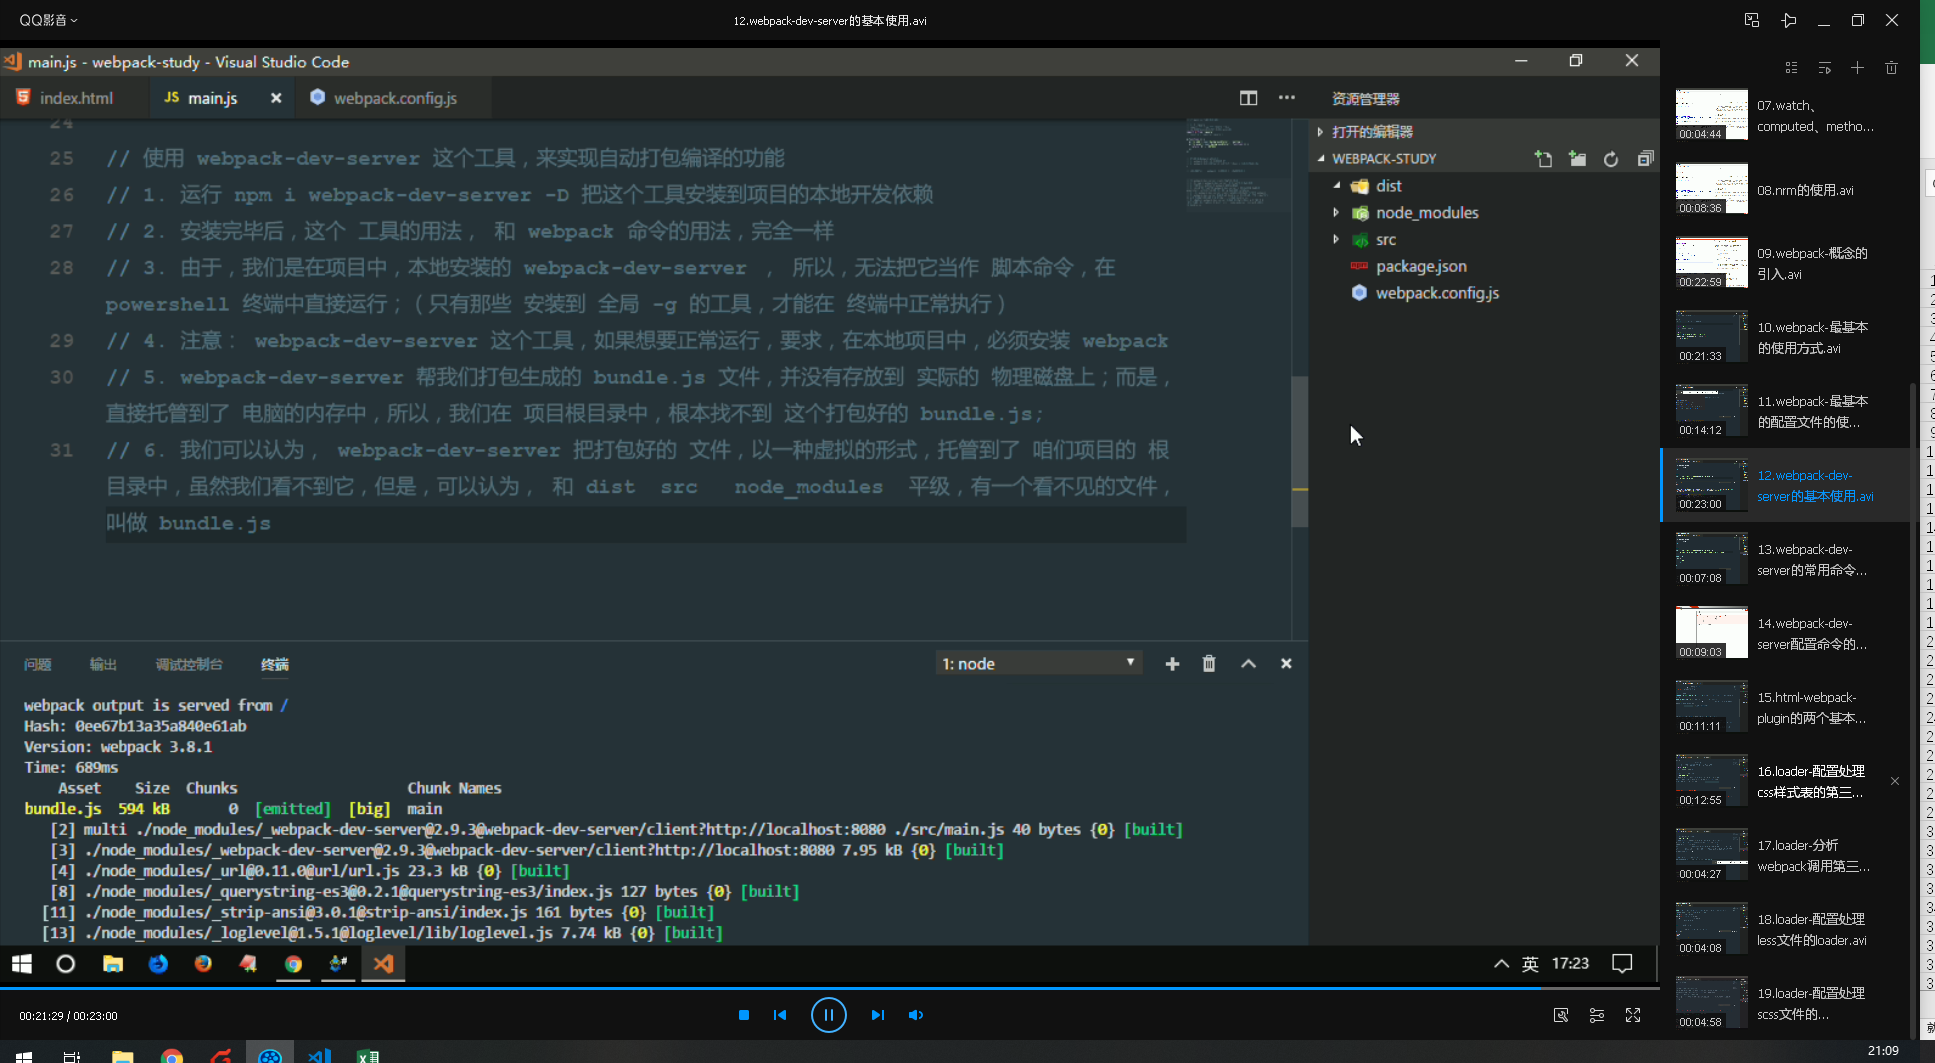 QQ影音
12.webpack-dev-server的基本使用.avi
main.js - webpack-study - Visual Studio Code
index.html
JS main.js
webpack.config.js
24
25 // 使用 webpack-dev-server 这个工具，来实现自动打包编译的功能
26 // 1. 运行 npm i webpack-dev-server -D 把这个工具安装到项目的本地开发依赖
27 // 2. 安装完毕后，这个 工具的用法， 和 webpack 命令的用法，完全一样
28 // 3. 由于，我们是在项目中，本地安装的 webpack-dev-server ， 所以，无法把它当作 脚本命令，在
powershell 终端中直接运行；（只有那些 安装到 全局 -g 的工具，才能在 终端中正常执行）
29 // 4. 注意： webpack-dev-server 这个工具，如果想要正常运行，要求，在本地项目中，必须安装 webpack
30 // 5. webpack-dev-server 帮我们打包生成的 bundle.js 文件，并没有存放到 实际的 物理磁盘上；而是，
直接托管到了 电脑的内存中，所以，我们在 项目根目录中，根本找不到 这个打包好的 bundle.js;
31 // 6. 我们可以认为， webpack-dev-server 把打包好的 文件，以一种虚拟的形式，托管到了 咱们项目的 根
目录中，虽然我们看不到它，但是，可以认为， 和 dist src node_modules 平级，有一个看不见的文件，
叫做 bundle.js
资源管理器
打开的编辑器
WEBPACK-STUDY
dist
node_modules
src
package.json
webpack.config.js
问题
输出
调试控制台
终端
1: node
webpack output is served from /
Hash: 0ee67b13a35a840e61ab
Version: webpack 3.8.1
Time: 689ms
Asset Size Chunks Chunk Names
bundle.js 594 kB 0 [emitted] [big] main
[2] multi ./node_modules/_webpack-dev-server@2.9.3@webpack-dev-server/client?http://localhost:8080 ./src/main.js 40 bytes {0} [built]
[3] ./node_modules/_webpack-dev-server@2.9.3@webpack-dev-server/client?http://localhost:8080 7.95 kB {0} [built]
[4] ./node_modules/_url@0.11.0@url/url.js 23.3 kB {0} [built]
[8] ./node_modules/_querystring-es3@0.2.1@querystring-es3/index.js 127 bytes {0} [built]
[11] ./node_modules/_strip-ansi@3.0.1@strip-ansi/index.js 161 bytes {0} [built]
[13] ./node_modules/_loglevel@1.5.1@loglevel/lib/loglevel.js 7.74 kB {0} [built]
英
17:23
00:21:29 / 00:23:00
00:04:44
07.watch、
computed、metho...
00:08:36
08.nrm的使用.avi
00:22:59
09.webpack-概念的
引入.avi
00:21:33
10.webpack-最基本
的使用方式.avi
00:14:12
11.webpack-最基本
的配置文件的使...
00:23:00
12.webpack-dev-
server的基本使用.avi
00:07:08
13.webpack-dev-
server的常用命令...
00:09:03
14.webpack-dev-
server配置命令的...
00:11:11
15.html-webpack-
plugin的两个基本...
00:12:55
16.loader-配置处理
css样式表的第三...
00:04:27
17.loader-分析
webpack调用第三...
00:04:08
18.loader-配置处理
less文件的loader.avi
00:04:58
19.loader-配置处理
scss文件的...
21:09